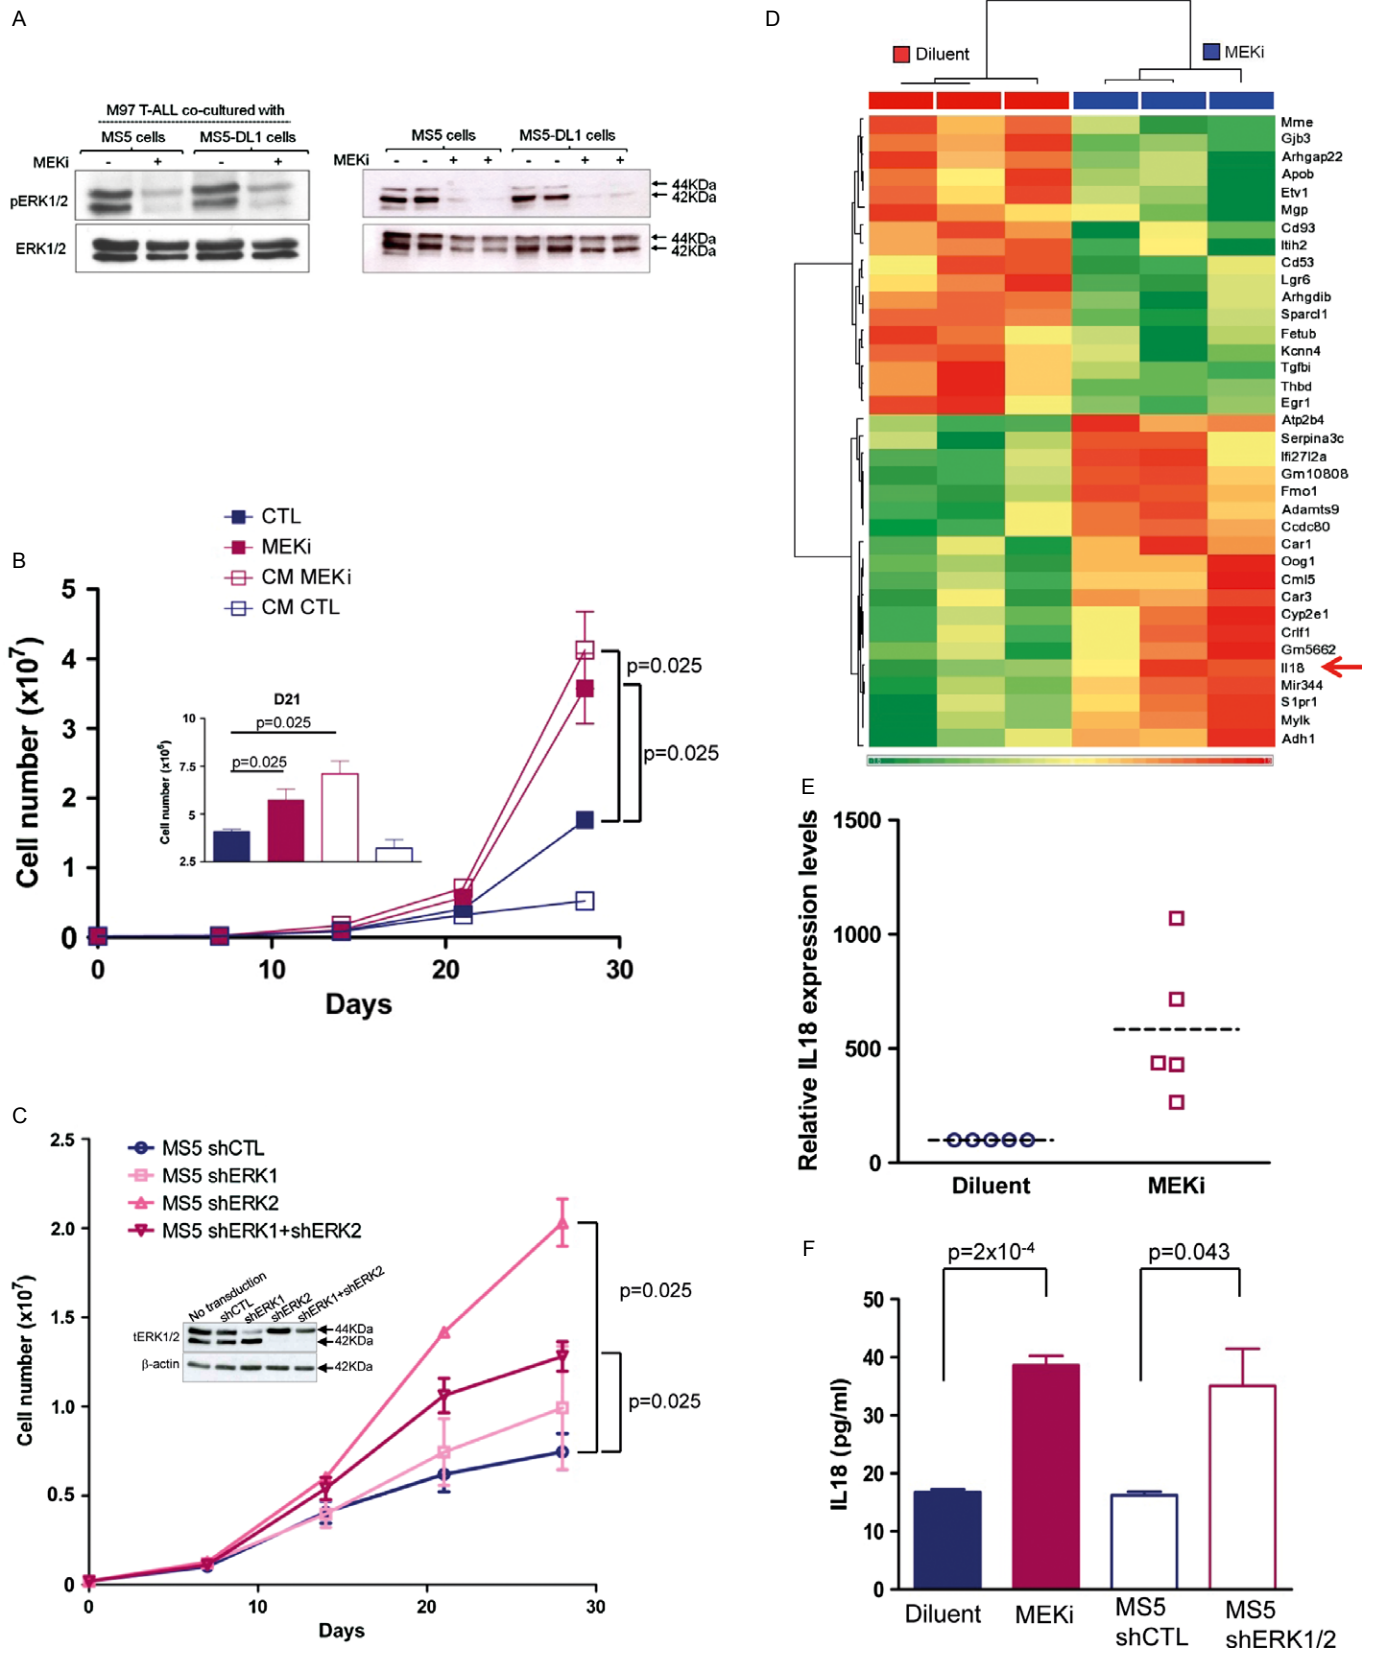 A
M97 T-ALL co-cultured with
MS5 cells MS5-DL1 cells
MEKi - + - +
pERK1/2
ERK1/2
MS5 cells MS5-DL1 cells
MEKi - - + + - - + +
44KDa
42KDa
44KDa
42KDa
B
CTL
MEKi
CM MEKi
CM CTL
Cell number (x10⁷)
5
4
3
2
1
0
0 10 20 30
Days
p=0.025
p=0.025
D21
p=0.025
p=0.025
Cell number (x10⁶)
10
7.5
5
2.5
C
MS5 shCTL
MS5 shERK1
MS5 shERK2
MS5 shERK1+shERK2
Cell number (x10⁷)
2.5
2.0
1.5
1.0
0.5
0
0 10 20 30
Days
p=0.025
p=0.025
No transduction
shCTL
shERK1
shERK2
shERK1+shERK2
tERK1/2
44KDa
42KDa
β-actin
42KDa
D
Diluent
MEKi
Mme
Gjb3
Arhgap22
Apob
Etv1
Mgp
Cd93
Itih2
Cd53
Lgr6
Arhgdib
Sparcl1
Fetub
Kcnn4
Tgfbi
Thbd
Egr1
Atp2b4
Serpina3c
Ifi27l2a
Gm10808
Fmo1
Adamts9
Ccdc80
Car1
Oog1
Cml5
Car3
Cyp2e1
Crlf1
Gm5662
Il18
Mir344
S1pr1
Mylk
Adh1
E
Relative IL18 expression levels
1500
1000
500
0
Diluent MEKi
F
p=2x10⁻⁴ p=0.043
IL18 (pg/ml)
50
40
30
20
10
0
Diluent MEKi MS5 shCTL MS5 shERK1/2